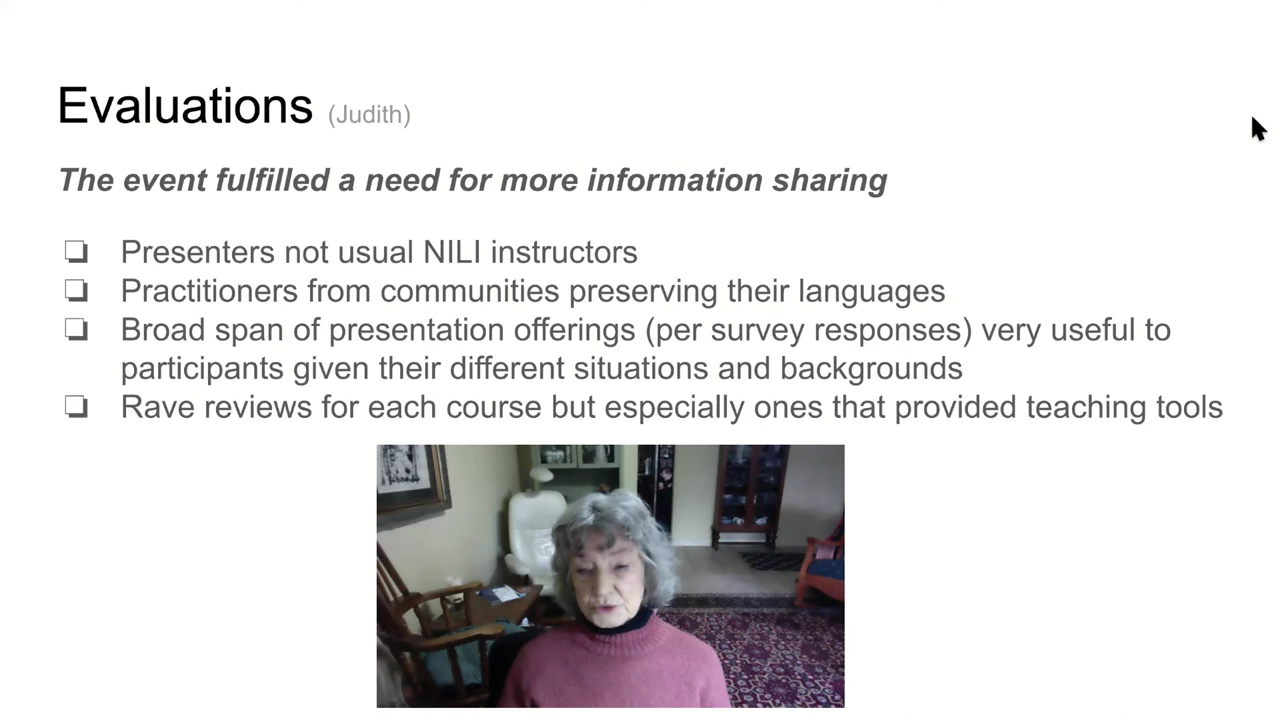 Evaluations (Judith)
The event fulfilled a need for more information sharing
❏ Presenters not usual NILI instructors
❏ Practitioners from communities preserving their languages
❏ Broad span of presentation offerings (per survey responses) very useful to
participants given their different situations and backgrounds
❏ Rave reviews for each course but especially ones that provided teaching tools